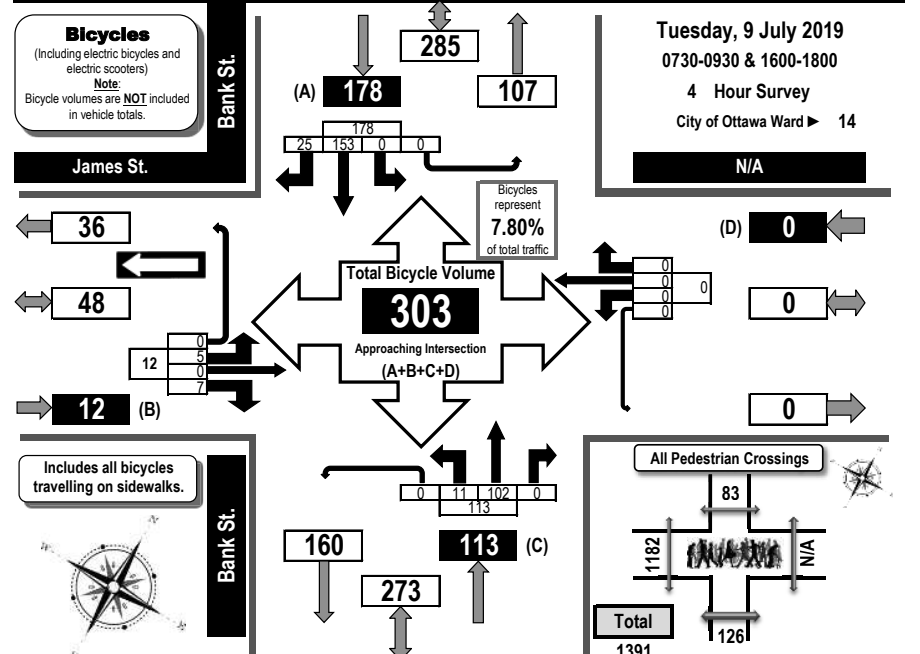 Bicycles
(Including electric bicycles and
electric scooters)
Note:
Bicycle volumes are NOT included
in vehicle totals.
Bank St.
James St.
285
(A) 178
107
178
25 153 0 0
Tuesday, 9 July 2019
0730-0930 & 1600-1800
4 Hour Survey
City of Ottawa Ward ► 14
N/A
Bicycles
represent
7.80%
of total traffic
36
48
0
12
5
0
7
12 (B)
Total Bicycle Volume
303
Approaching Intersection
(A+B+C+D)
(D) 0
0
0
0
0
0
0
0
Includes all bicycles
travelling on sidewalks.
Bank St.
0 11 102 0
113
160
113 (C)
273
All Pedestrian Crossings
83
1182
N/A
126
Total
1391